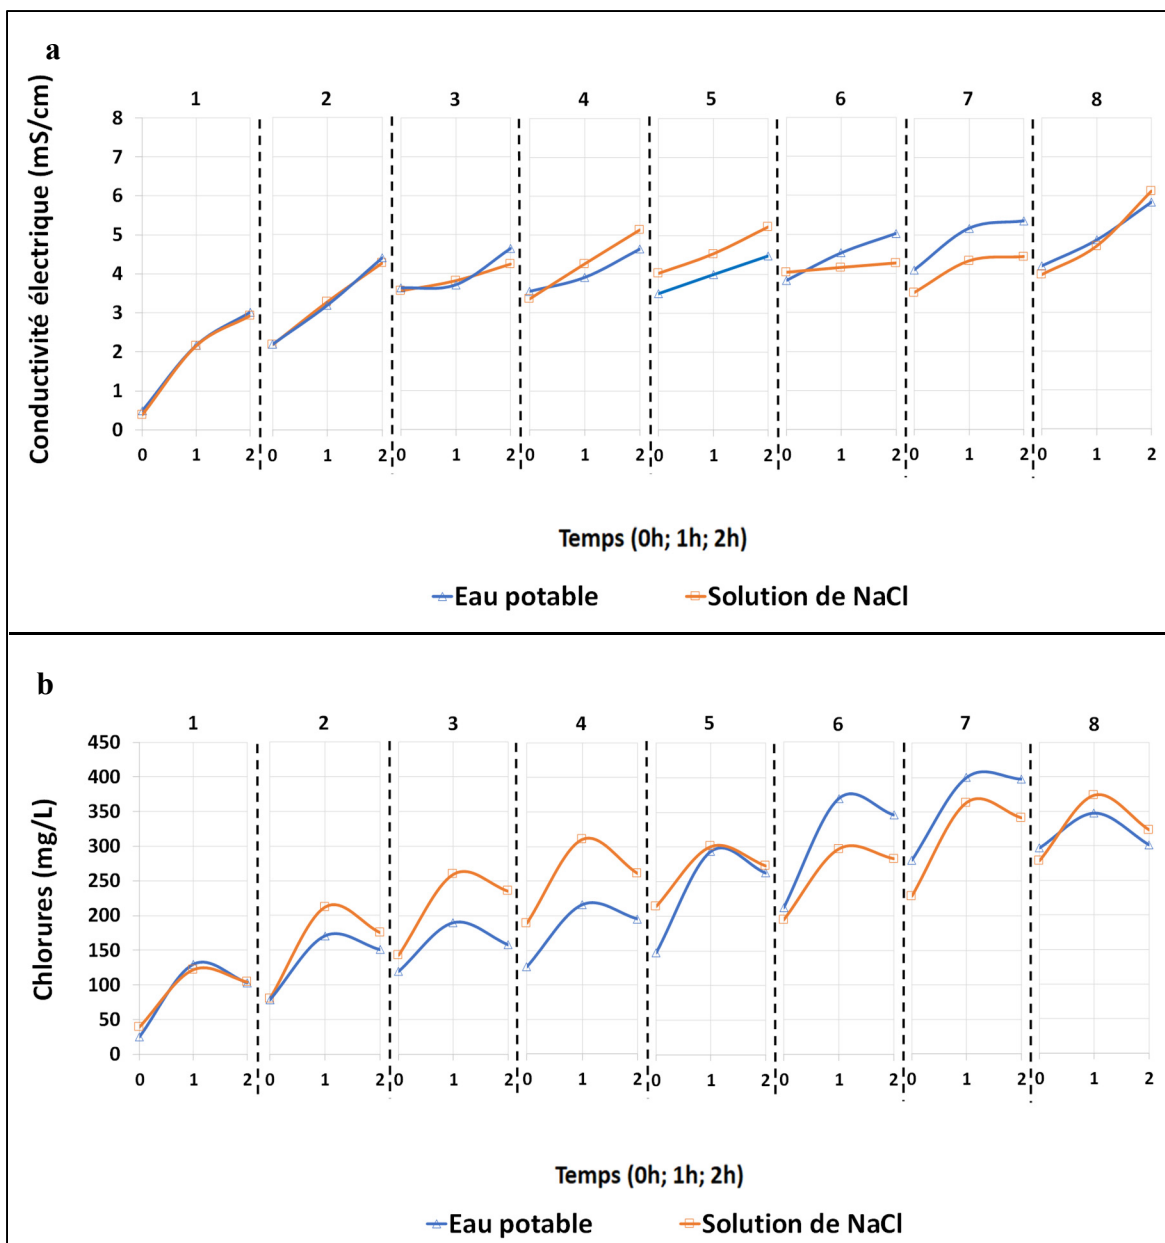 a
1 2 3 4 5 6 7 8
Conductivité électrique (mS/cm)
8
7
6
5
4
3
2
1
0
0 1 2 0 1 2 0 1 2 0 1 2 0 1 2 0 1 2 0 1 2 0 1 2
Temps (0h; 1h; 2h)
Eau potable Solution de NaCl
b
1 2 3 4 5 6 7 8
Chlorures (mg/L)
450
400
350
300
250
200
150
100
50
0
0 1 2 0 1 2 0 1 2 0 1 2 0 1 2 0 1 2 0 1 2 0 1 2
Temps (0h; 1h; 2h)
Eau potable Solution de NaCl